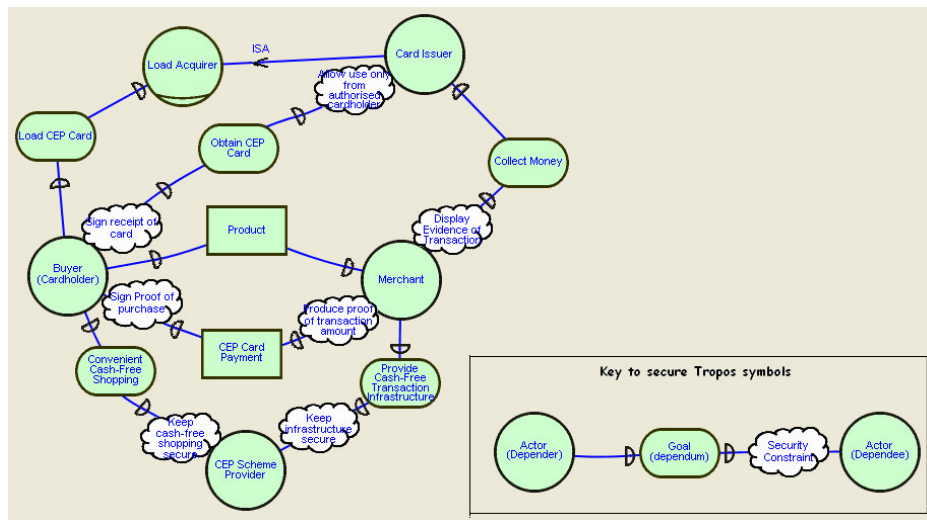 ISA
Load Acquirer
Card Issuer
Allow use only
from
authorised
cardholder
Load CEP Card
Obtain CEP
Card
Collect Money
Sign receipt of
card
Product
Display
Evidence of
Transaction
Buyer
(Cardholder)
Merchant
Sign Proof of
purchase
Produce proof
of transaction
amount
CEP Card
Payment
Convenient
Cash-Free
Shopping
Provide
Cash-Free
Transaction
Infrastructure
Keep
cash-free
shopping
secure
Keep
infrastructure
secure
CEP Scheme
Provider
Key to secure Tropos symbols
Actor
(Depender)
Goal
(dependum)
Security
Constraint
Actor
(Dependee)